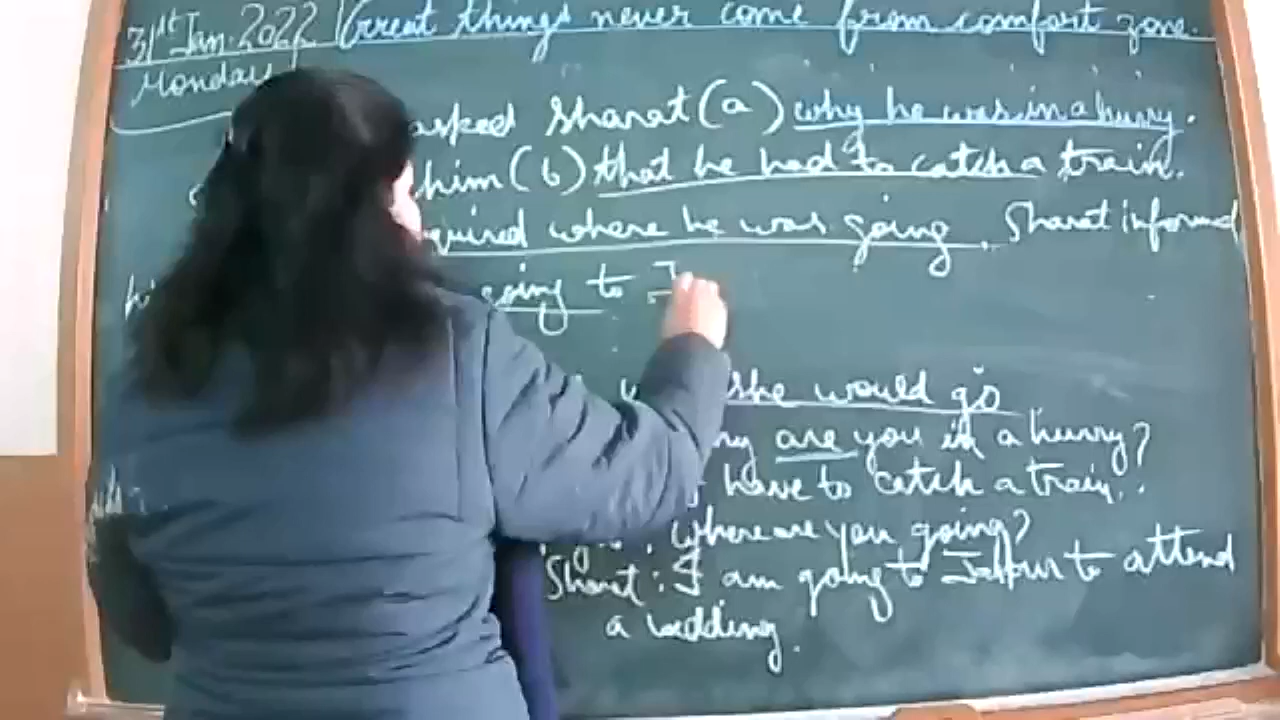 31st Jan. 2022 Great things never come from comfort zone.
Monday
asked Sharat (a) why he was in a hurry.
him (b) that he had to catch a train.
where he was going. Sharat informed
going to
she would go
are you in a hurry?
have to catch a train..
Where are you going?
Sharat : I am going to Jaipur to attend
a wedding.